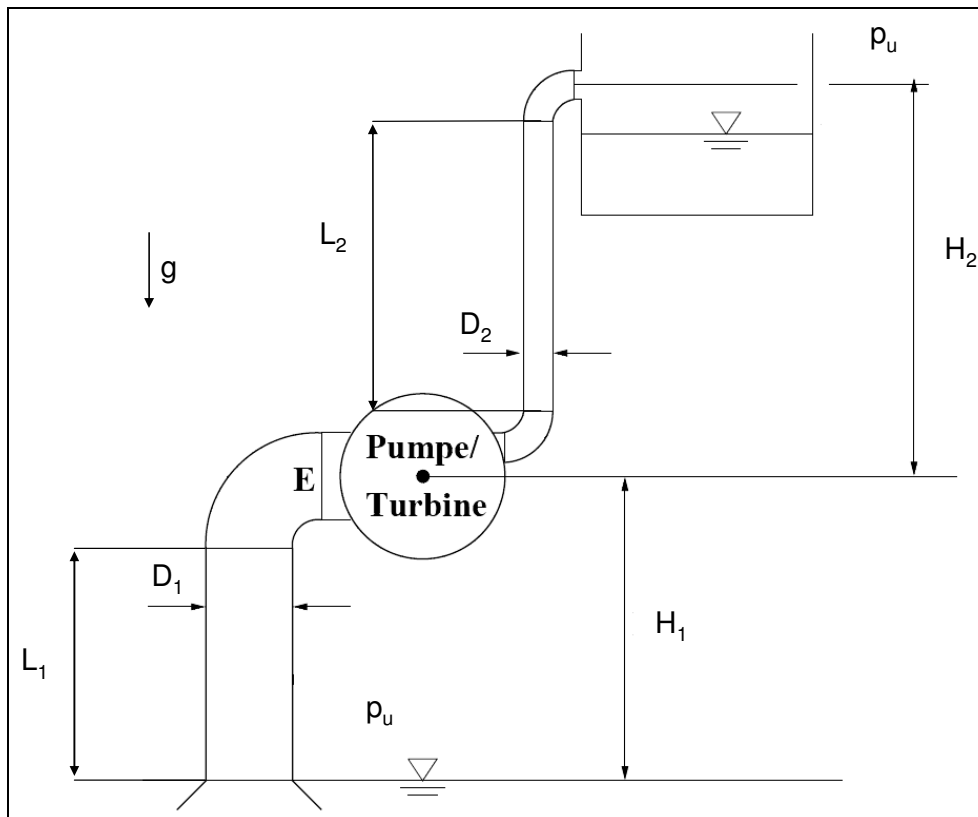 p_u
L_2
H_2
g
D_2
Pumpe/
E
Turbine
D_1
H_1
L_1
p_u